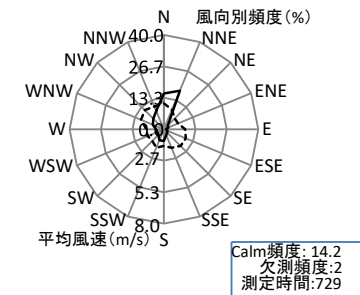 N 風向別頻度(%)
40.0
NNW NNE
NW 26.7 NE
WNW 13.3 ENE
W 0.0 E
WSW 2.7 ESE
SW 5.3 SE
SSW SSE
8.0
平均風速(m/s) S
Calm頻度: 14.2
欠測頻度:2
測定時間:729